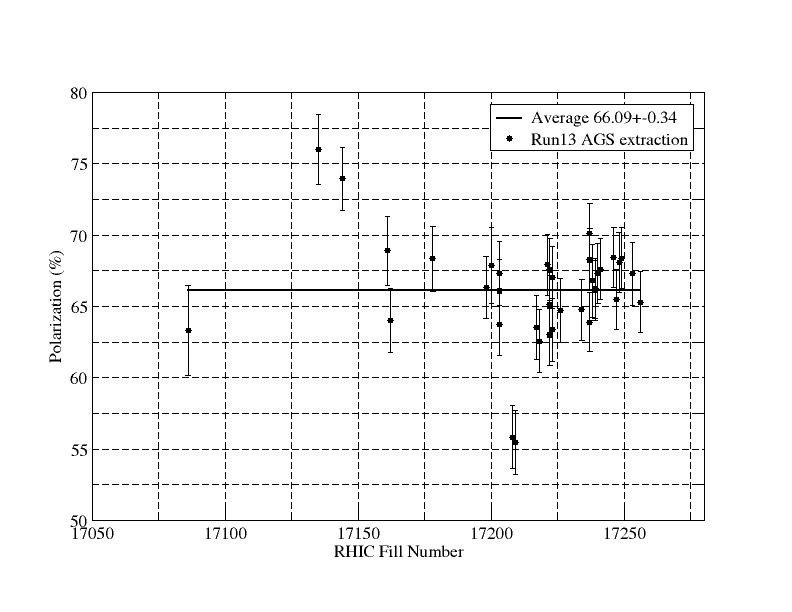 80
Average 66.09+-0.34
Run13 AGS extraction
75
70
65
60
55
50
Polarization (%)
17050 17100 17150 17200 17250
RHIC Fill Number